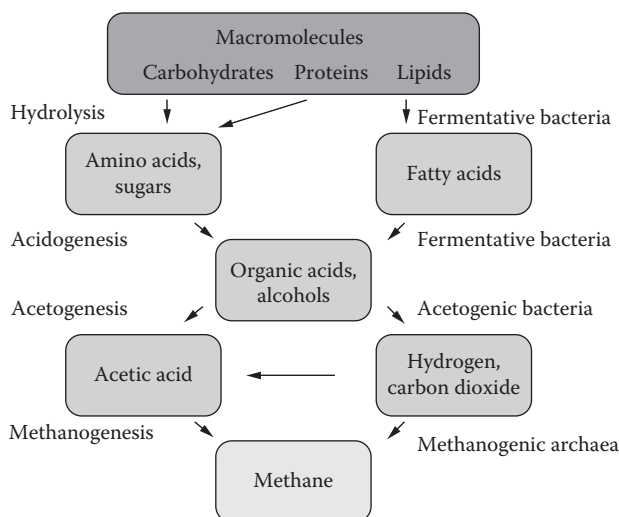 Macromolecules
Carbohydrates Proteins Lipids
Hydrolysis
Fermentative bacteria
Amino acids,
sugars
Fatty acids
Acidogenesis
Fermentative bacteria
Organic acids,
alcohols
Acetogenesis
Acetogenic bacteria
Acetic acid
Hydrogen,
carbon dioxide
Methanogenesis
Methanogenic archaea
Methane